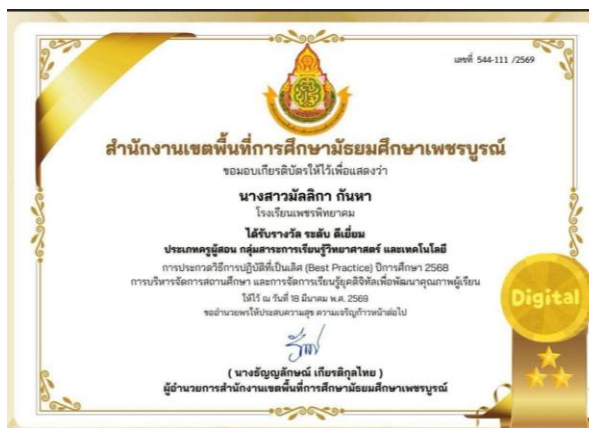 เลขที่ 544-111 /2569
สำนักงานเขตพื้นที่การศึกษามัธยมศึกษาเพชรบูรณ์
ขอมอบเกียรติบัตรให้ไว้เพื่อแสดงว่า
นางสาวมัลลิกา กันหา
โรงเรียนเพชรพิทยาคม
ได้รับรางวัล ระดับ ดีเยี่ยม
ประเภทครูผู้สอน กลุ่มสาระการเรียนรู้วิทยาศาสตร์ และเทคโนโลยี
การประกวดวิธีการปฏิบัติที่เป็นเลิศ (Best Practice) ปีการศึกษา 2568
การบริหารจัดการสถานศึกษา และการจัดการเรียนรู้ยุคดิจิทัลเพื่อพัฒนาคุณภาพผู้เรียน
ให้ไว้ ณ วันที่ 18 มีนาคม พ.ศ. 2569
ขออำนวยพรให้ประสบความสุข ความเจริญก้าวหน้าต่อไป
Digital
( นางธัญญลักษณ์ เกียรติกุลไทย )
ผู้อำนวยการสำนักงานเขตพื้นที่การศึกษามัธยมศึกษาเพชรบูรณ์